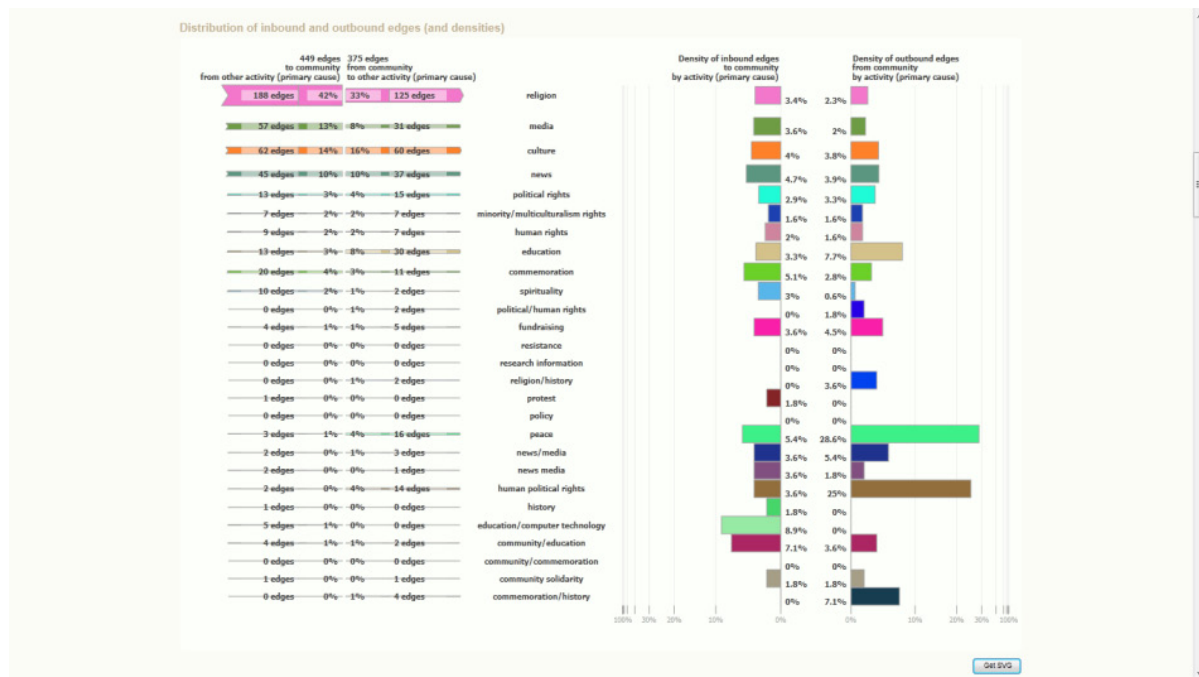 Distribution of inbound and outbound edges (and densities)
449 edges 375 edges
to community from community
from other activity (primary cause) to other activity (primary cause)
Density of inbound edges
to community
by activity (primary cause)
Density of outbound edges
from community
by activity (primary cause)
188 edges 42% 33% 125 edges religion 3.4% 2.3%
57 edges 13% 8% 31 edges media 3.6% 2%
62 edges 14% 16% 60 edges culture 4% 3.8%
45 edges 10% 10% 37 edges news 4.7% 3.9%
13 edges 3% 4% 15 edges political rights 2.9% 3.3%
7 edges 2% 2% 7 edges minority/multiculturalism rights 1.6% 1.6%
9 edges 2% 2% 7 edges human rights 2% 1.6%
13 edges 3% 8% 30 edges education 3.3% 7.7%
20 edges 4% 3% 11 edges commemoration 5.1% 2.8%
10 edges 2% 1% 2 edges spirituality 3% 0.6%
0 edges 0% 1% 2 edges political/human rights 0% 1.8%
4 edges 1% 1% 5 edges fundraising 3.6% 4.5%
0 edges 0% 0% 0 edges resistance 0% 0%
0 edges 0% 0% 0 edges research information 0% 0%
0 edges 0% 1% 2 edges religion/history 0% 3.6%
1 edges 0% 0% 0 edges protest 1.8% 0%
0 edges 0% 0% 0 edges policy 0% 0%
3 edges 1% 4% 16 edges peace 5.4% 28.6%
2 edges 0% 1% 3 edges news/media 3.6% 5.4%
2 edges 0% 0% 1 edges news media 3.6% 1.8%
2 edges 0% 4% 14 edges human political rights 3.6% 25%
1 edges 0% 0% 0 edges history 1.8% 0%
5 edges 1% 0% 0 edges education/computer technology 8.9% 0%
4 edges 1% 1% 2 edges community/education 7.1% 3.6%
0 edges 0% 0% 0 edges community/commemoration 0% 0%
1 edges 0% 0% 1 edges community solidarity 1.8% 1.8%
0 edges 0% 1% 4 edges commemoration/history 0% 7.1%
100% 30% 20% 10% 0% 0% 10% 20% 30% 100%
Get SVG